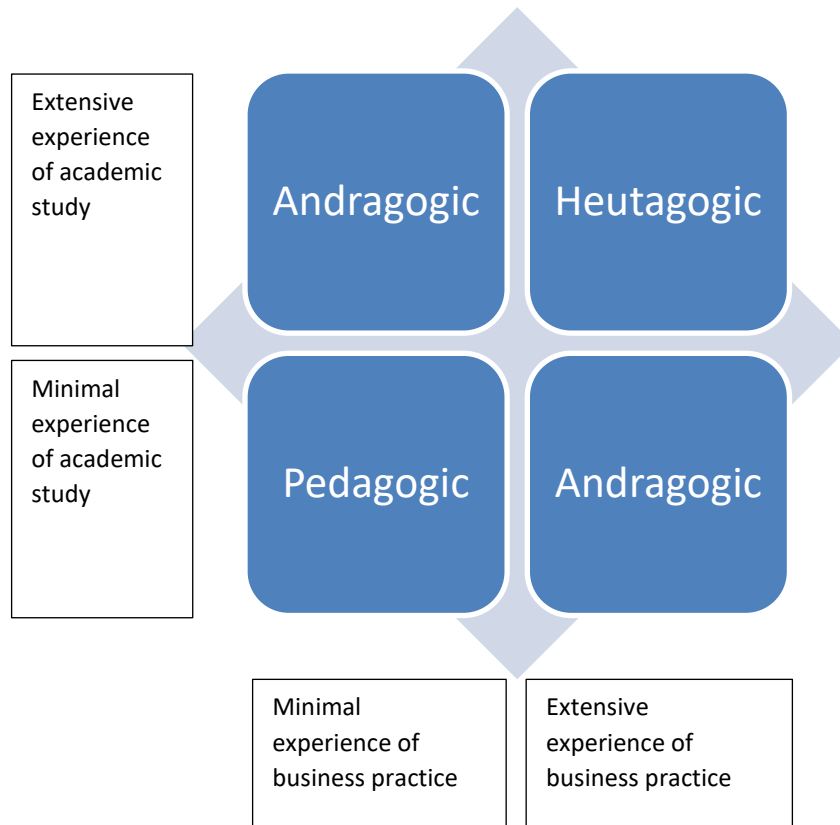 Extensive
experience
of academic
study
Andragogic
Heutagogic
Minimal
experience
of academic
study
Pedagogic
Andragogic
Minimal
experience of
business practice
Extensive
experience of
business practice